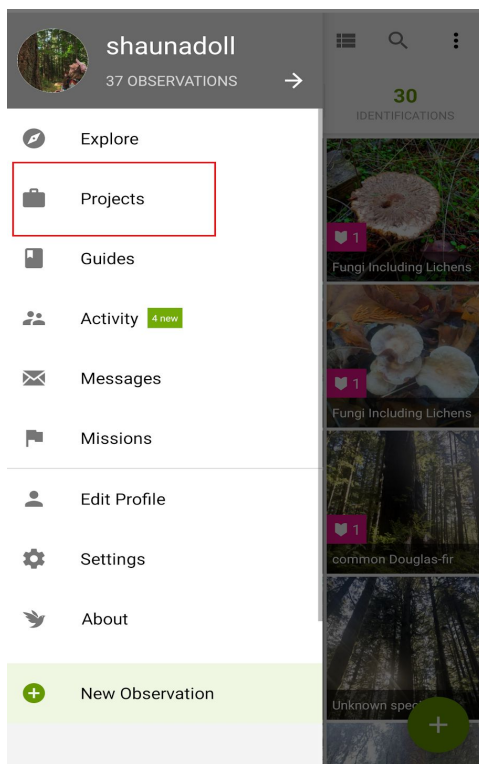 shaunadoll
37 OBSERVATIONS
Explore
Projects
Guides
Activity 4 new
Messages
Missions
Edit Profile
Settings
About
New Observation
30
IDENTIFICATIONS
1
Fungi Including Lichens
1
Fungi Including Lichens
1
common Douglas-fir
Unknown